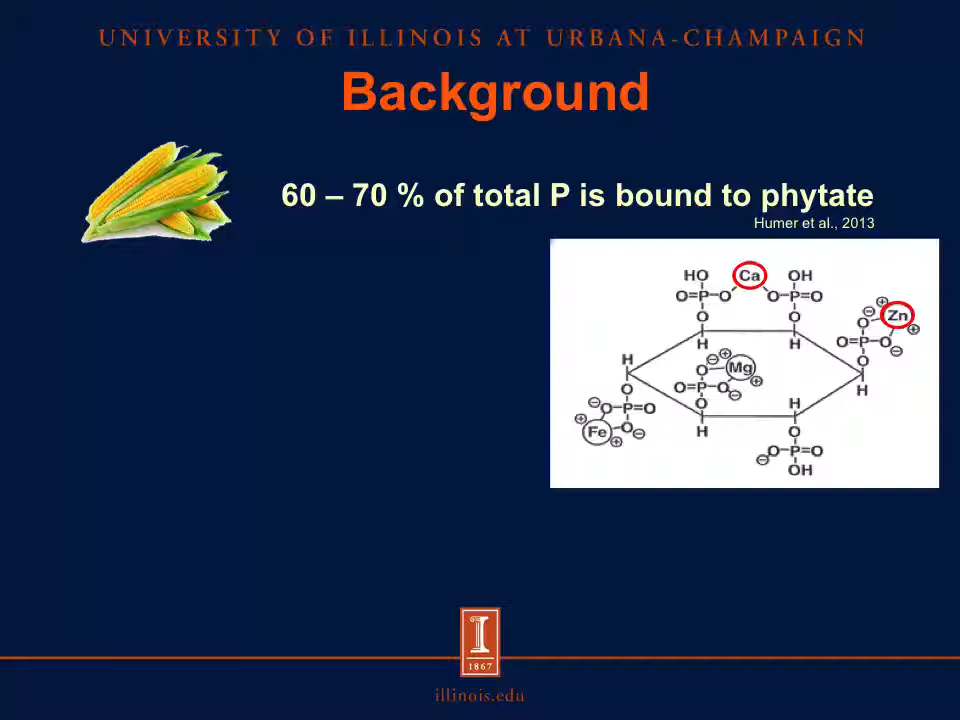 UNIVERSITY OF ILLINOIS AT URBANA-CHAMPAIGN
Background
60 – 70 % of total P is bound to phytate
Humer et al., 2013
HO Ca OH
O=P–O O–P=O
O O
H H
O Zn
O=P–O
O
H
H
O Mg
O=P–O
O
H
O
O–P=O
Fe O
H
O
O–P=O
OH
I
1867
illinois.edu